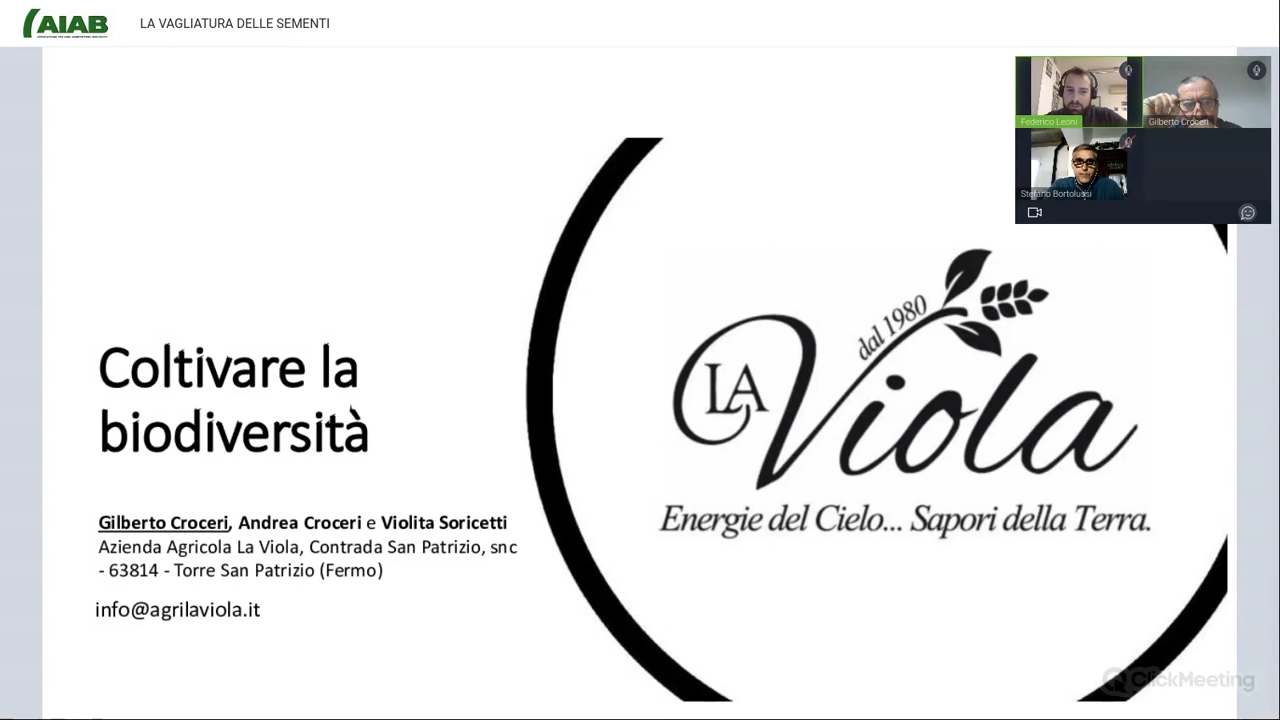 AIAB
LA VAGLIATURA DELLE SEMENTI
Federico Leoni
Gilberto Croceri
Stefano Bortolussi
dal 1980
LA Viola
Energie del Cielo... Sapori della Terra.
Coltivare la
biodiversità
Gilberto Croceri, Andrea Croceri e Violita Soricetti
Azienda Agricola La Viola, Contrada San Patrizio, snc
- 63814 - Torre San Patrizio (Fermo)
info@agrilaviola.it
ClickMeeting